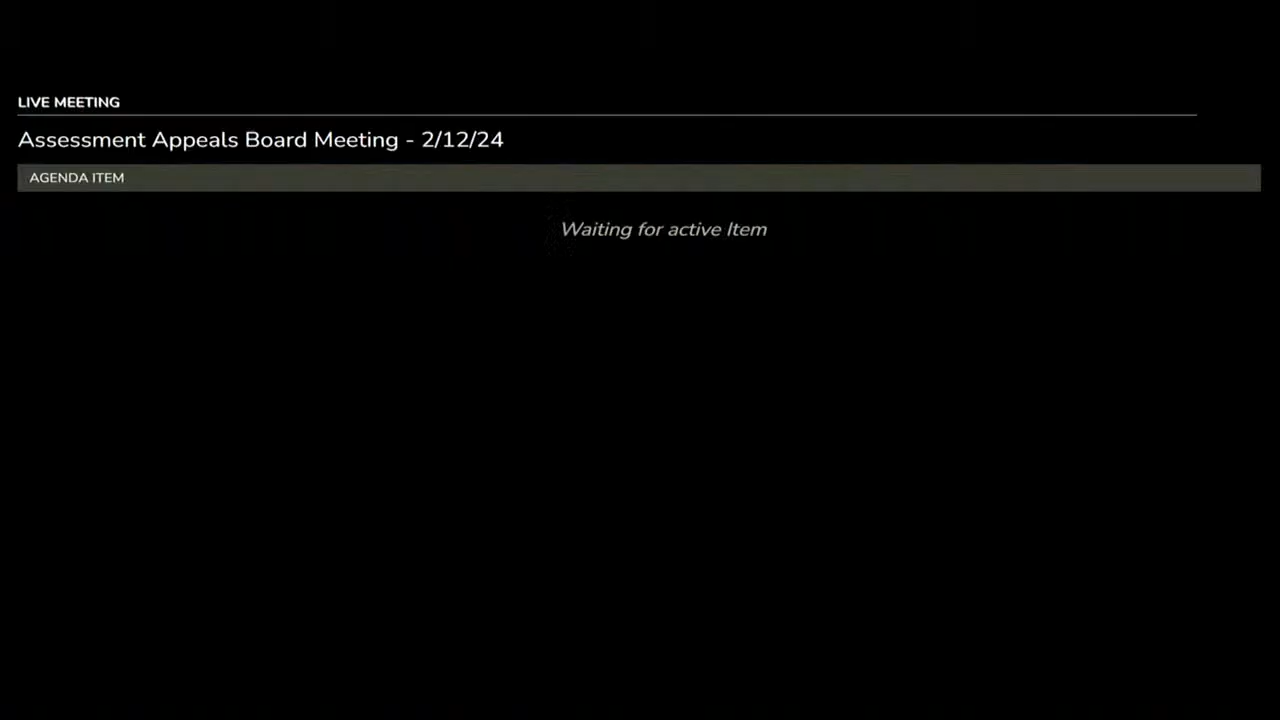 LIVE MEETING
Assessment Appeals Board Meeting - 2/12/24
AGENDA ITEM
Waiting for active Item